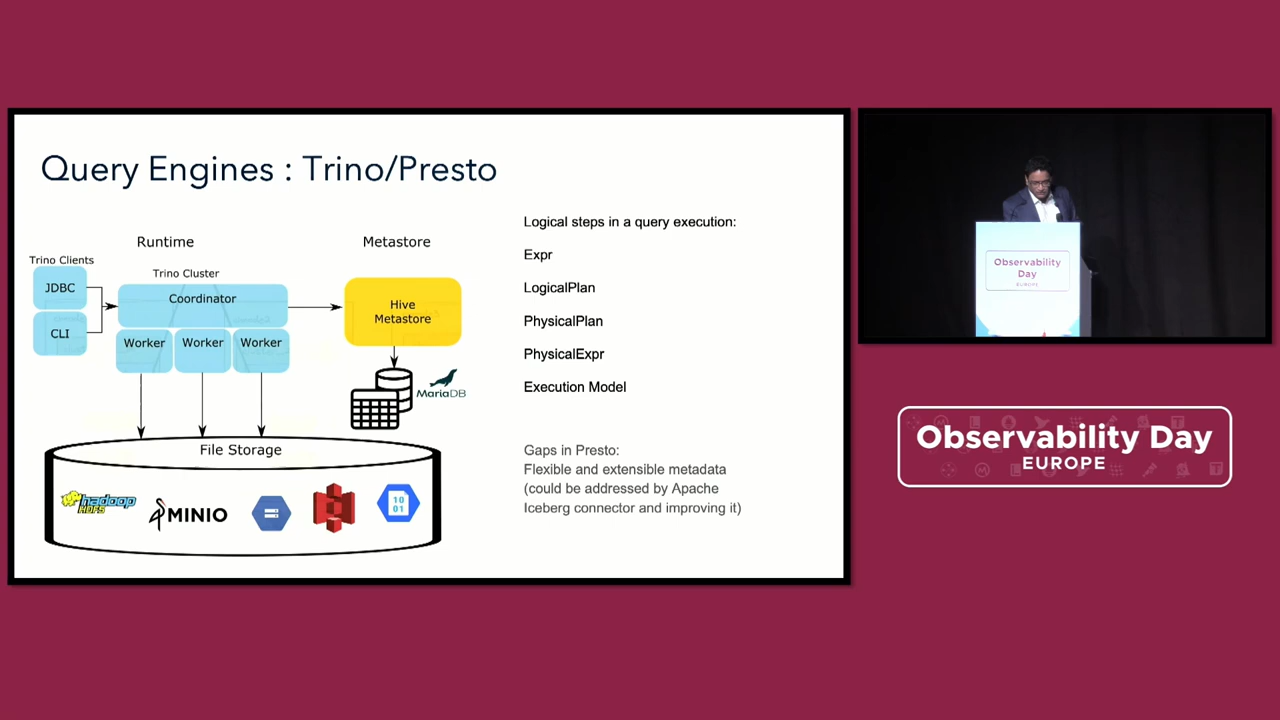 Query Engines : Trino/Presto
Runtime
Metastore
Trino Clients
JDBC
CLI
Trino Cluster
Coordinator
Worker
Worker
Worker
Hive
Metastore
MariaDB
File Storage
hadoop
HDFS
MINIO
10
01
Logical steps in a query execution:
Expr
LogicalPlan
PhysicalPlan
PhysicalExpr
Execution Model
Gaps in Presto:
Flexible and extensible metadata
(could be addressed by Apache
Iceberg connector and improving it)
Observability
Day
EUROPE
Observability Day
EUROPE